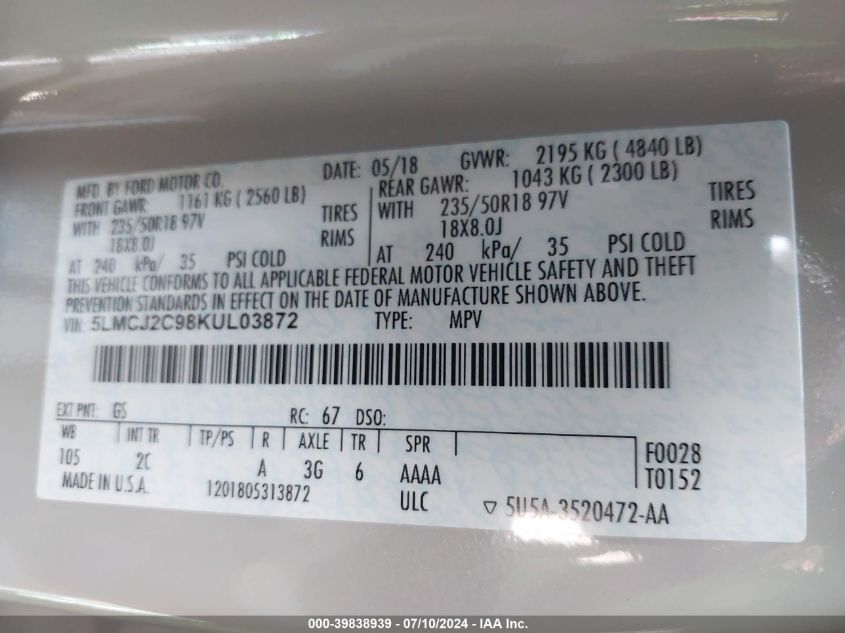 MFD. BY FORD MOTOR CO. DATE: 05/18 GVWR: 2195 KG ( 4840 LB)
FRONT GAWR: 1161 KG ( 2560 LB) REAR GAWR: 1043 KG ( 2300 LB)
WITH 235/50R18 97V TIRES WITH 235/50R18 97V TIRES
18X8.0J RIMS 18X8.0J RIMS
AT 240 kPa/ 35 PSI COLD AT 240 kPa/ 35 PSI COLD
THIS VEHICLE CONFORMS TO ALL APPLICABLE FEDERAL MOTOR VEHICLE SAFETY AND THEFT
PREVENTION STANDARDS IN EFFECT ON THE DATE OF MANUFACTURE SHOWN ABOVE.
VIN: 5LMCJ2C98KUL03872 TYPE: MPV
EXT PNT: GS RC: 67 DSO:
WB INT TR TP/PS R AXLE TR SPR F0028
105 2C A 3G 6 AAAA T0152
MADE IN U.S.A. 1201805313872 ULC ▽ 5U5A-3520472-AA
000-39838939 - 07/10/2024 - IAA Inc.